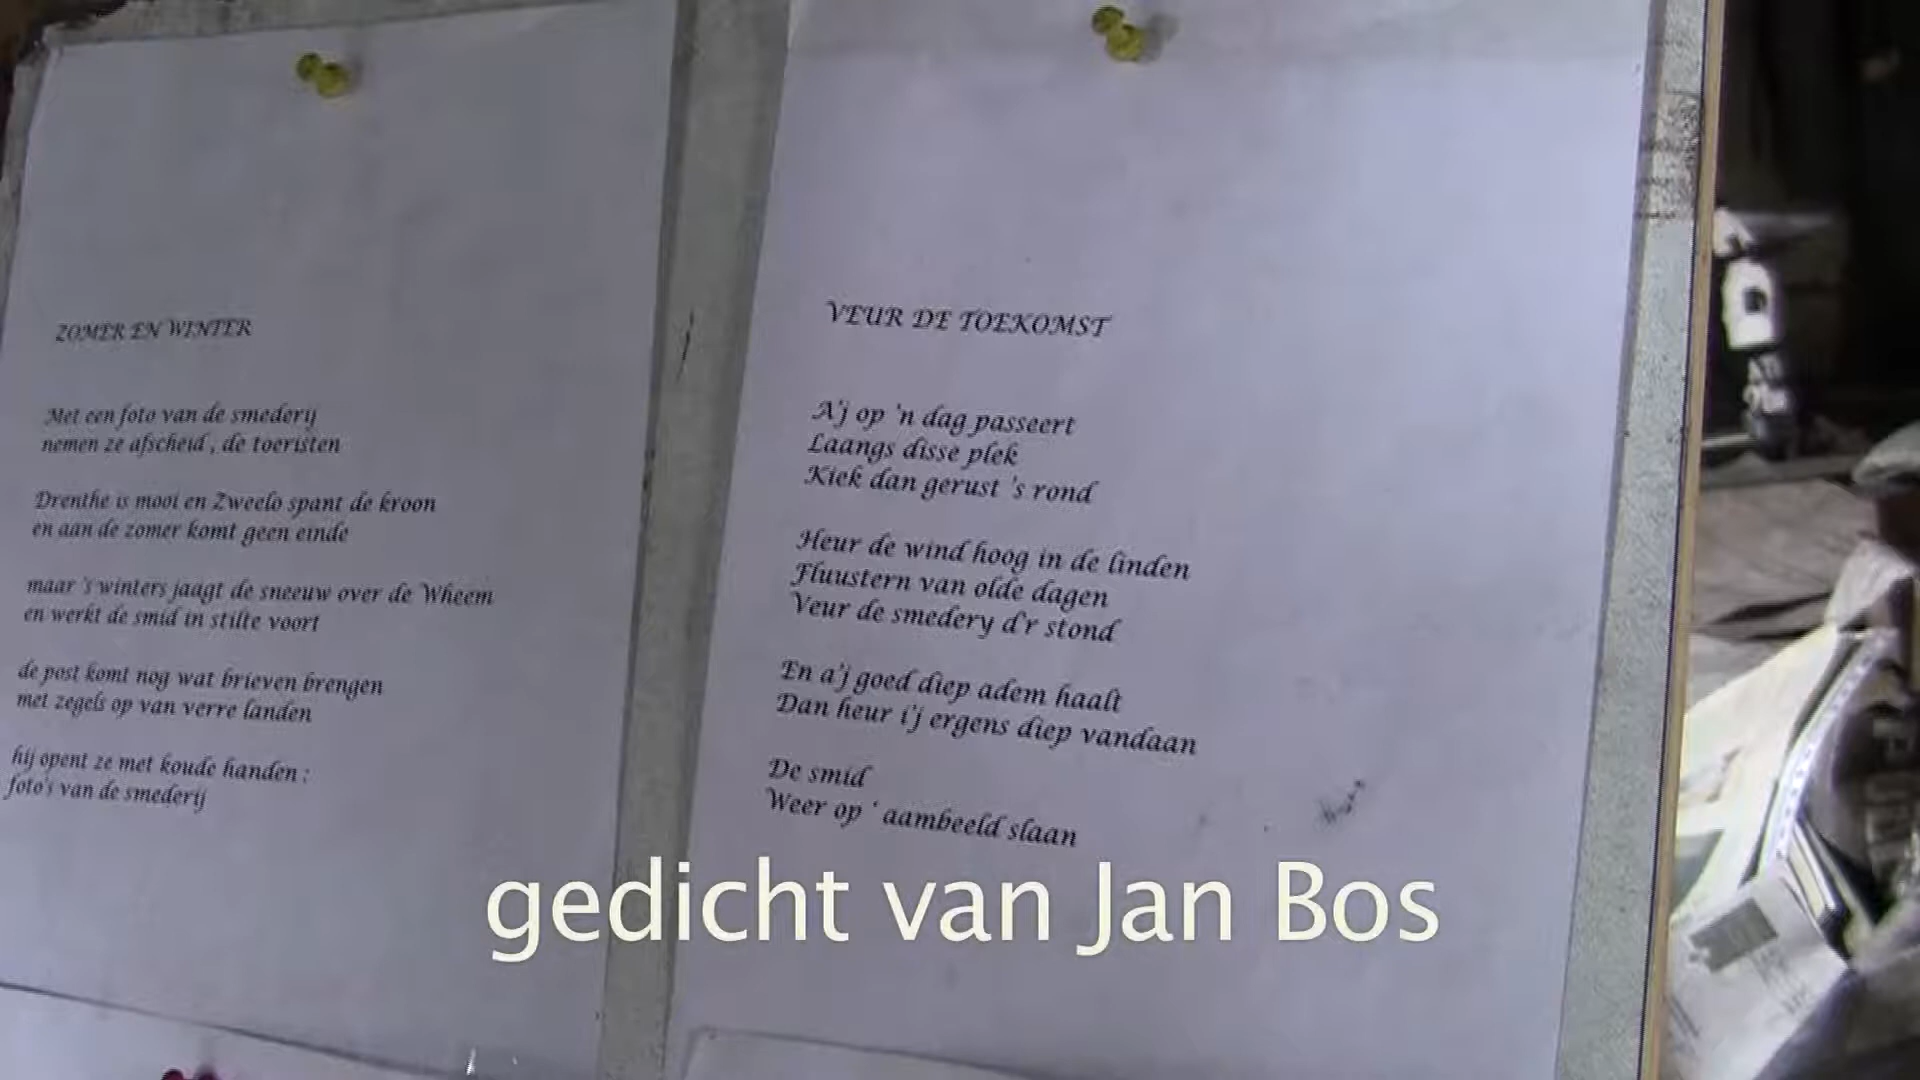 ZOMER EN WINTER
Met een foto van de smederij
nemen ze afscheid , de toeristen
Drenthe is mooi en Zweelo spant de kroon
en aan de zomer komt geen einde
maar 's winters jaagt de sneeuw over de Wheem
en werkt de smid in stilte voort
de post komt nog wat brieven brengen
met zegels op van verre landen
hij opent ze met koude handen :
foto's van de smederij
VEUR DE TOEKOMST
A'j op 'n dag passeert
Laangs disse plek
Kiek dan gerust 's rond
Heur de wind hoog in de linden
Fluustern van olde dagen
Veur de smedery d'r stond
En a'j goed diep adem haalt
Dan heur i'j ergens diep vandaan
De smid
Weer op ' aambeeld slaan
gedicht van Jan Bos